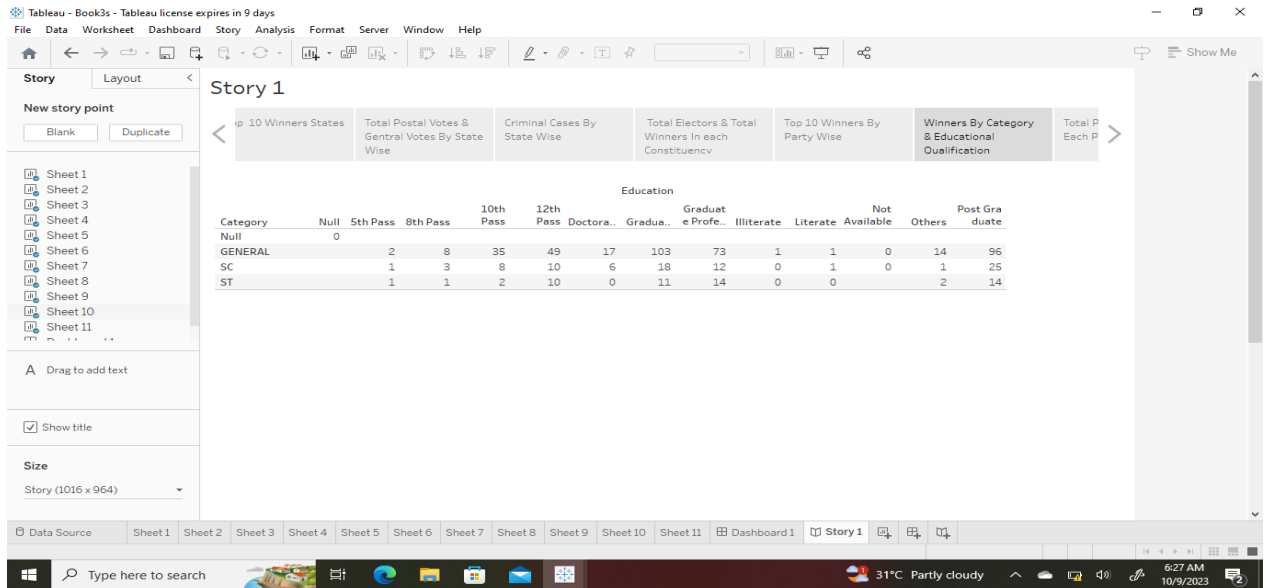 Tableau - Book3s - Tableau license expires in 9 days
File Data Worksheet Dashboard Story Analysis Format Server Window Help
Show Me
Story Layout
New story point
Blank Duplicate
Sheet 1
Sheet 2
Sheet 3
Sheet 4
Sheet 5
Sheet 6
Sheet 7
Sheet 8
Sheet 9
Sheet 10
Sheet 11
A Drag to add text
Show title
Size
Story (1016 x 964)
Story 1
10 Winners States
Total Postal Votes &
Gentral Votes By State
Wise
Criminal Cases By
State Wise
Total Electors & Total
Winners In each
Constituency
Top 10 Winners By
Party Wise
Winners By Category
& Educational
Qualification
Total P
Each P
Education
Category Null 5th Pass 8th Pass 10th Pass 12th Pass Doctora.. Gradua.. Graduat e Profe.. Illiterate Literate Not Available Others Post Gra duate
Null 0
GENERAL 2 8 35 49 17 103 73 1 1 0 14 96
SC 1 3 8 10 6 18 12 0 1 0 1 25
ST 1 1 2 10 0 11 14 0 0 2 14
Data Source Sheet 1 Sheet 2 Sheet 3 Sheet 4 Sheet 5 Sheet 6 Sheet 7 Sheet 8 Sheet 9 Sheet 10 Sheet 11 Dashboard 1 Story 1
Type here to search
31°C Partly cloudy
6:27 AM
10/9/2023
2